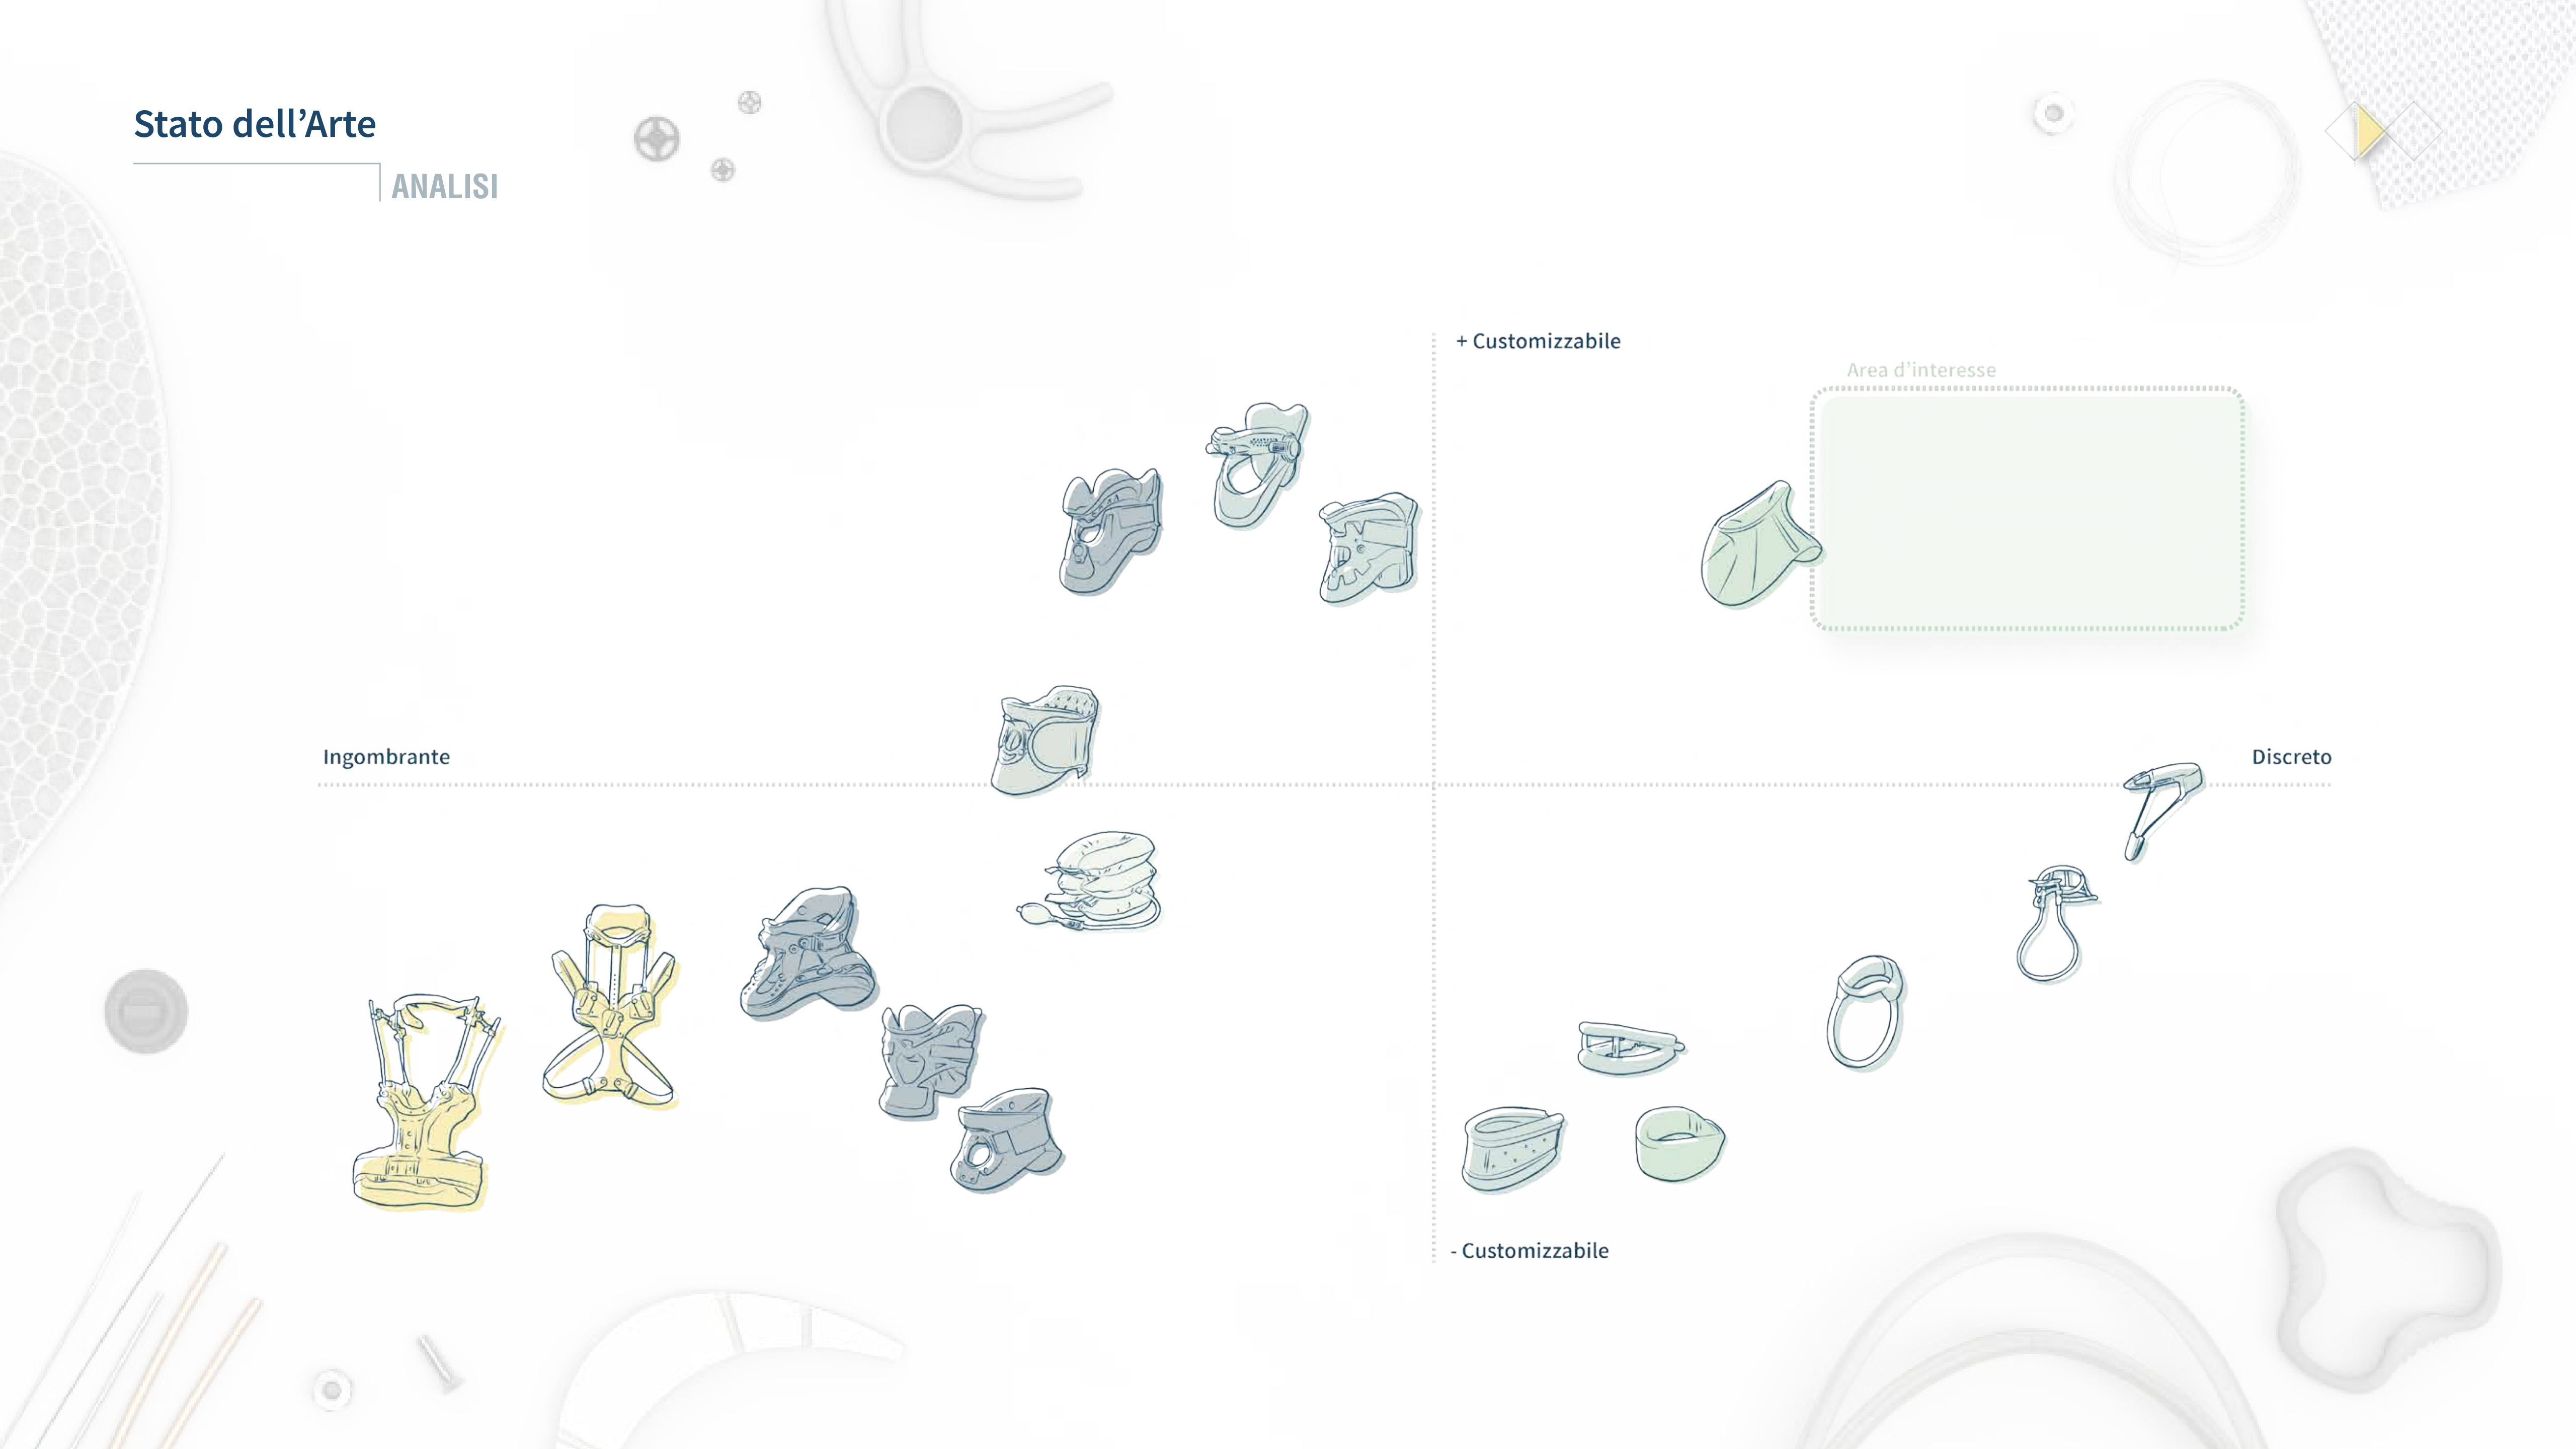 Stato dell’Arte
ANALISI
+ Customizzabile
Area d’interesse
Ingombrante
Discreto
- Customizzabile